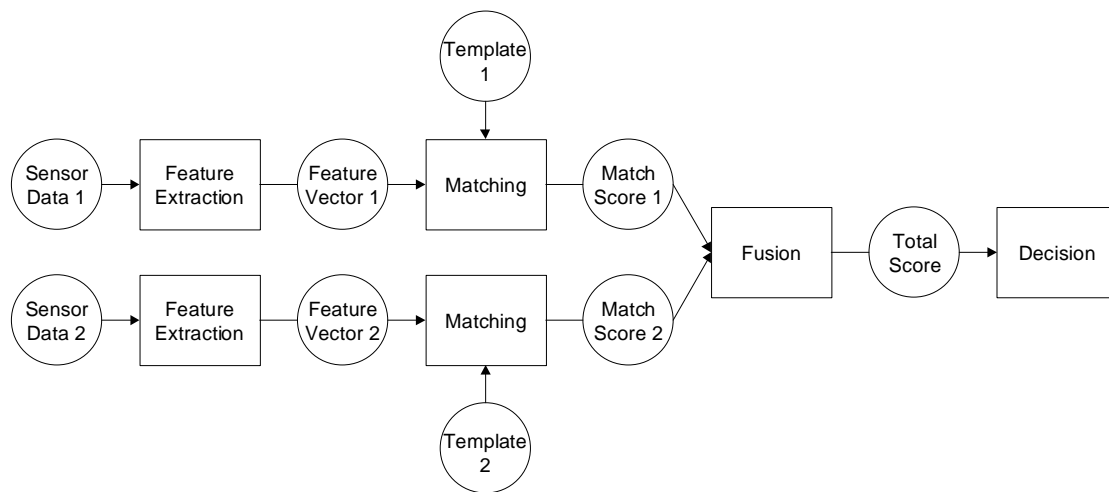 Template
1
Sensor
Data 1
Feature
Extraction
Feature
Vector 1
Matching
Match
Score 1
Fusion
Total
Score
Decision
Sensor
Data 2
Feature
Extraction
Feature
Vector 2
Matching
Match
Score 2
Template
2